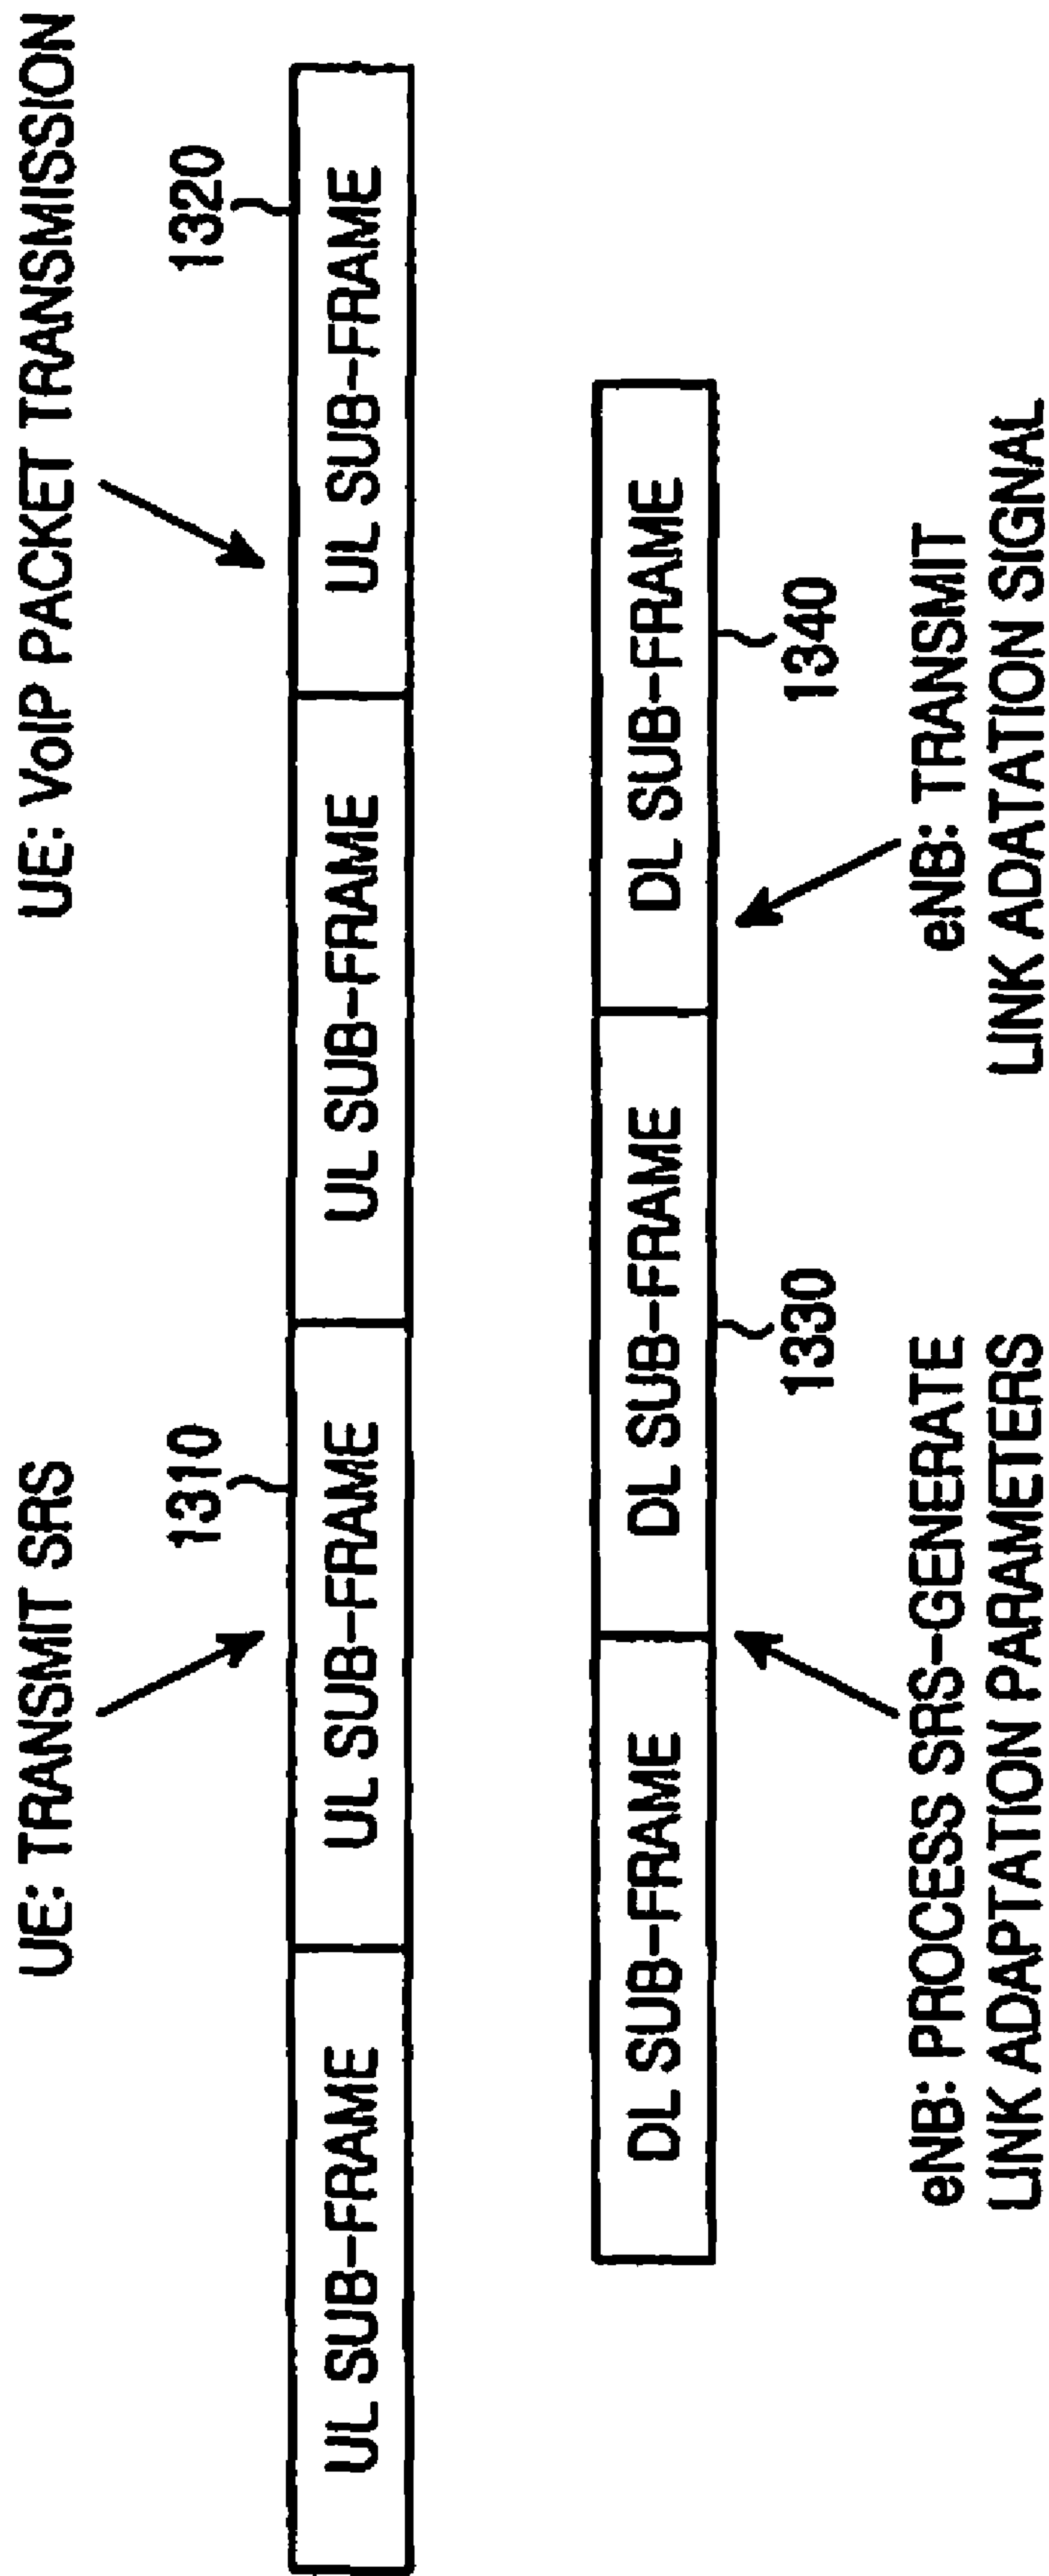 UE: TRANSMIT SRS
UE: VoIP PACKET TRANSMISSION
1310
1320
UL SUB-FRAME
UL SUB-FRAME
UL SUB-FRAME
UL SUB-FRAME
DL SUB-FRAME
DL SUB-FRAME
DL SUB-FRAME
1330
1340
eNB: PROCESS SRS-GENERATE
LINK ADAPTATION PARAMETERS
eNB: TRANSMIT
LINK ADATATION SIGNAL